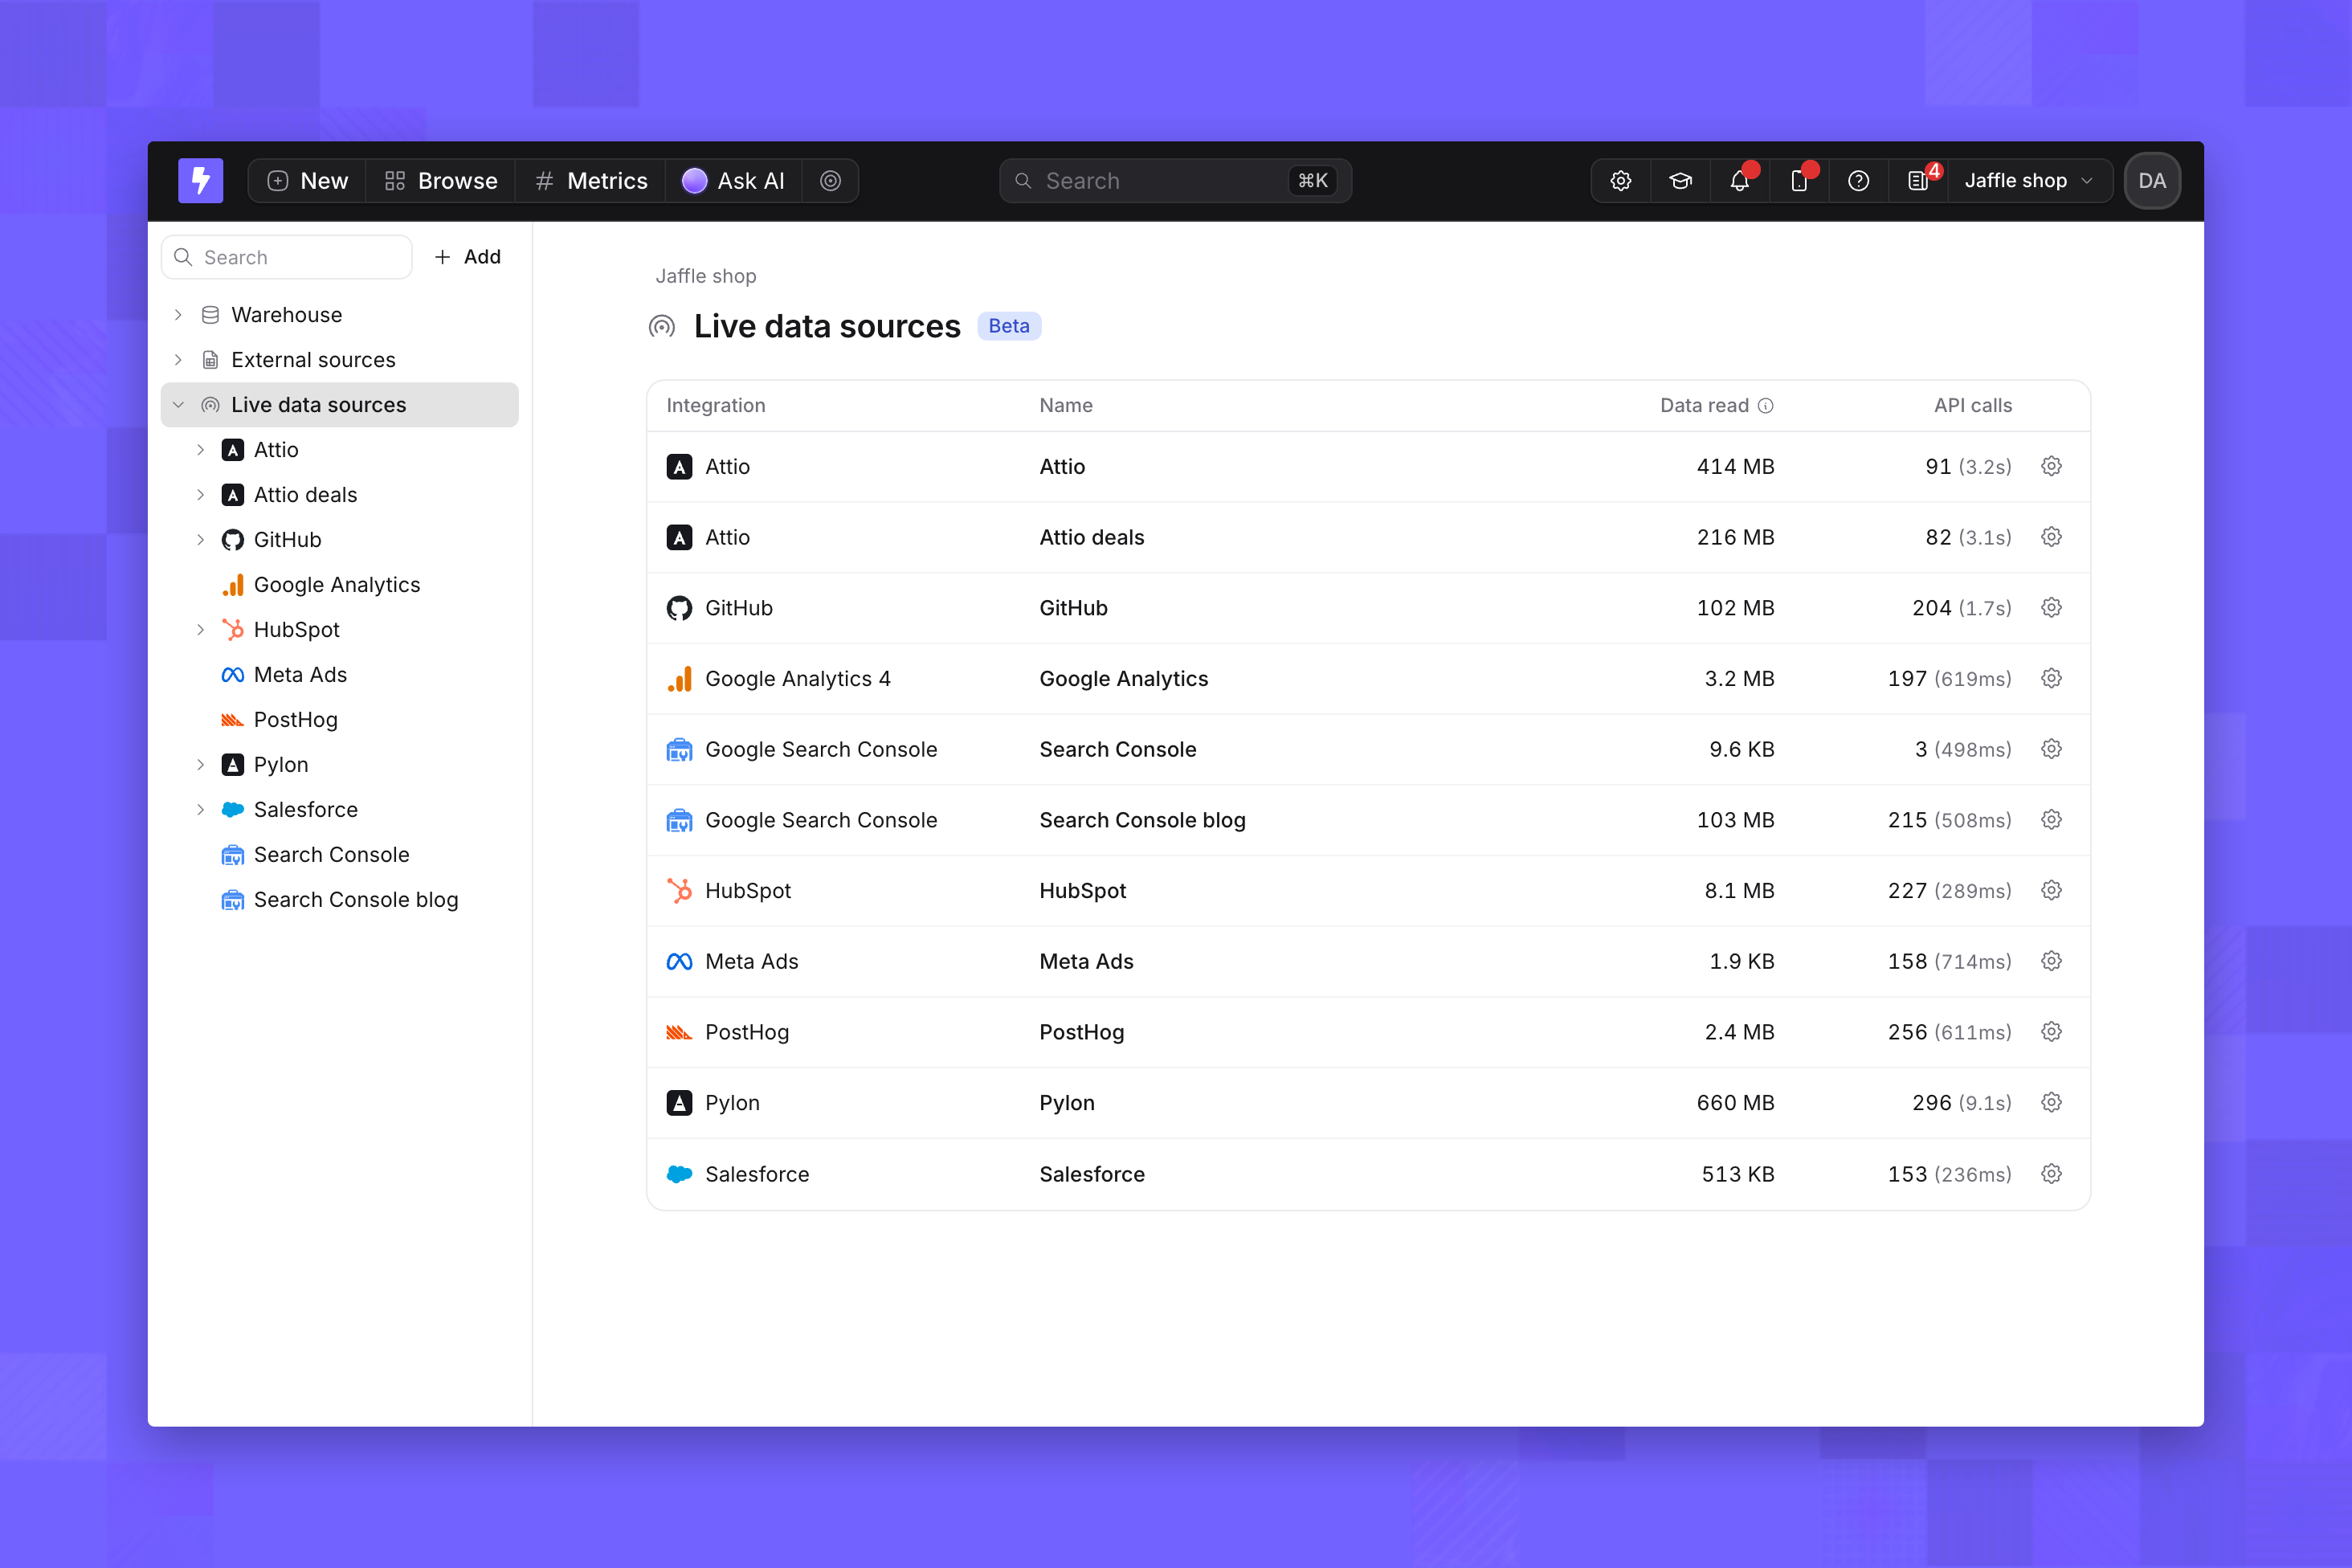 New Browse Metrics Ask AI Search ⌘K 4 Jaffle shop DA
Search + Add
Warehouse
External sources
Live data sources
Attio
Attio deals
GitHub
Google Analytics
HubSpot
Meta Ads
PostHog
Pylon
Salesforce
Search Console
Search Console blog
Jaffle shop
Live data sources Beta
Integration Name Data read API calls
Attio Attio 414 MB 91 (3.2s)
Attio Attio deals 216 MB 82 (3.1s)
GitHub GitHub 102 MB 204 (1.7s)
Google Analytics 4 Google Analytics 3.2 MB 197 (619ms)
Google Search Console Search Console 9.6 KB 3 (498ms)
Google Search Console Search Console blog 103 MB 215 (508ms)
HubSpot HubSpot 8.1 MB 227 (289ms)
Meta Ads Meta Ads 1.9 KB 158 (714ms)
PostHog PostHog 2.4 MB 256 (611ms)
Pylon Pylon 660 MB 296 (9.1s)
Salesforce Salesforce 513 KB 153 (236ms)